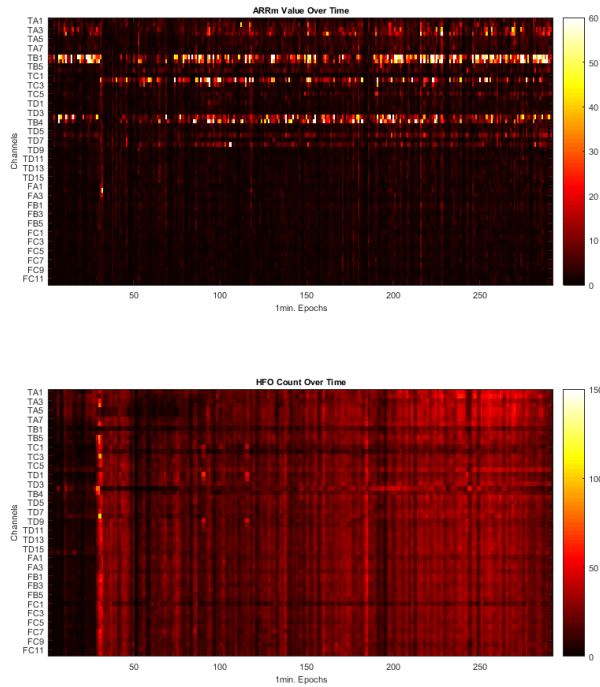 ARRm Value Over Time
TA1
TA3
TA5
TA7
TB1
TB5
TC1
TC3
TC5
TD1
TD3
TB4
TD5
TD7
TD9
TD11
TD13
TD15
FA1
FA3
FB1
FB3
FB5
FC1
FC3
FC5
FC7
FC9
FC11
Channels
50 100 150 200 250
1min. Epochs
60
50
40
30
20
10
0
HFO Count Over Time
TA1
TA3
TA5
TA7
TB1
TB5
TC1
TC3
TC5
TD1
TD3
TB4
TD5
TD7
TD9
TD11
TD13
TD15
FA1
FA3
FB1
FB3
FB5
FC1
FC3
FC5
FC7
FC9
FC11
Channels
50 100 150 200 250
1min. Epochs
150
100
50
0